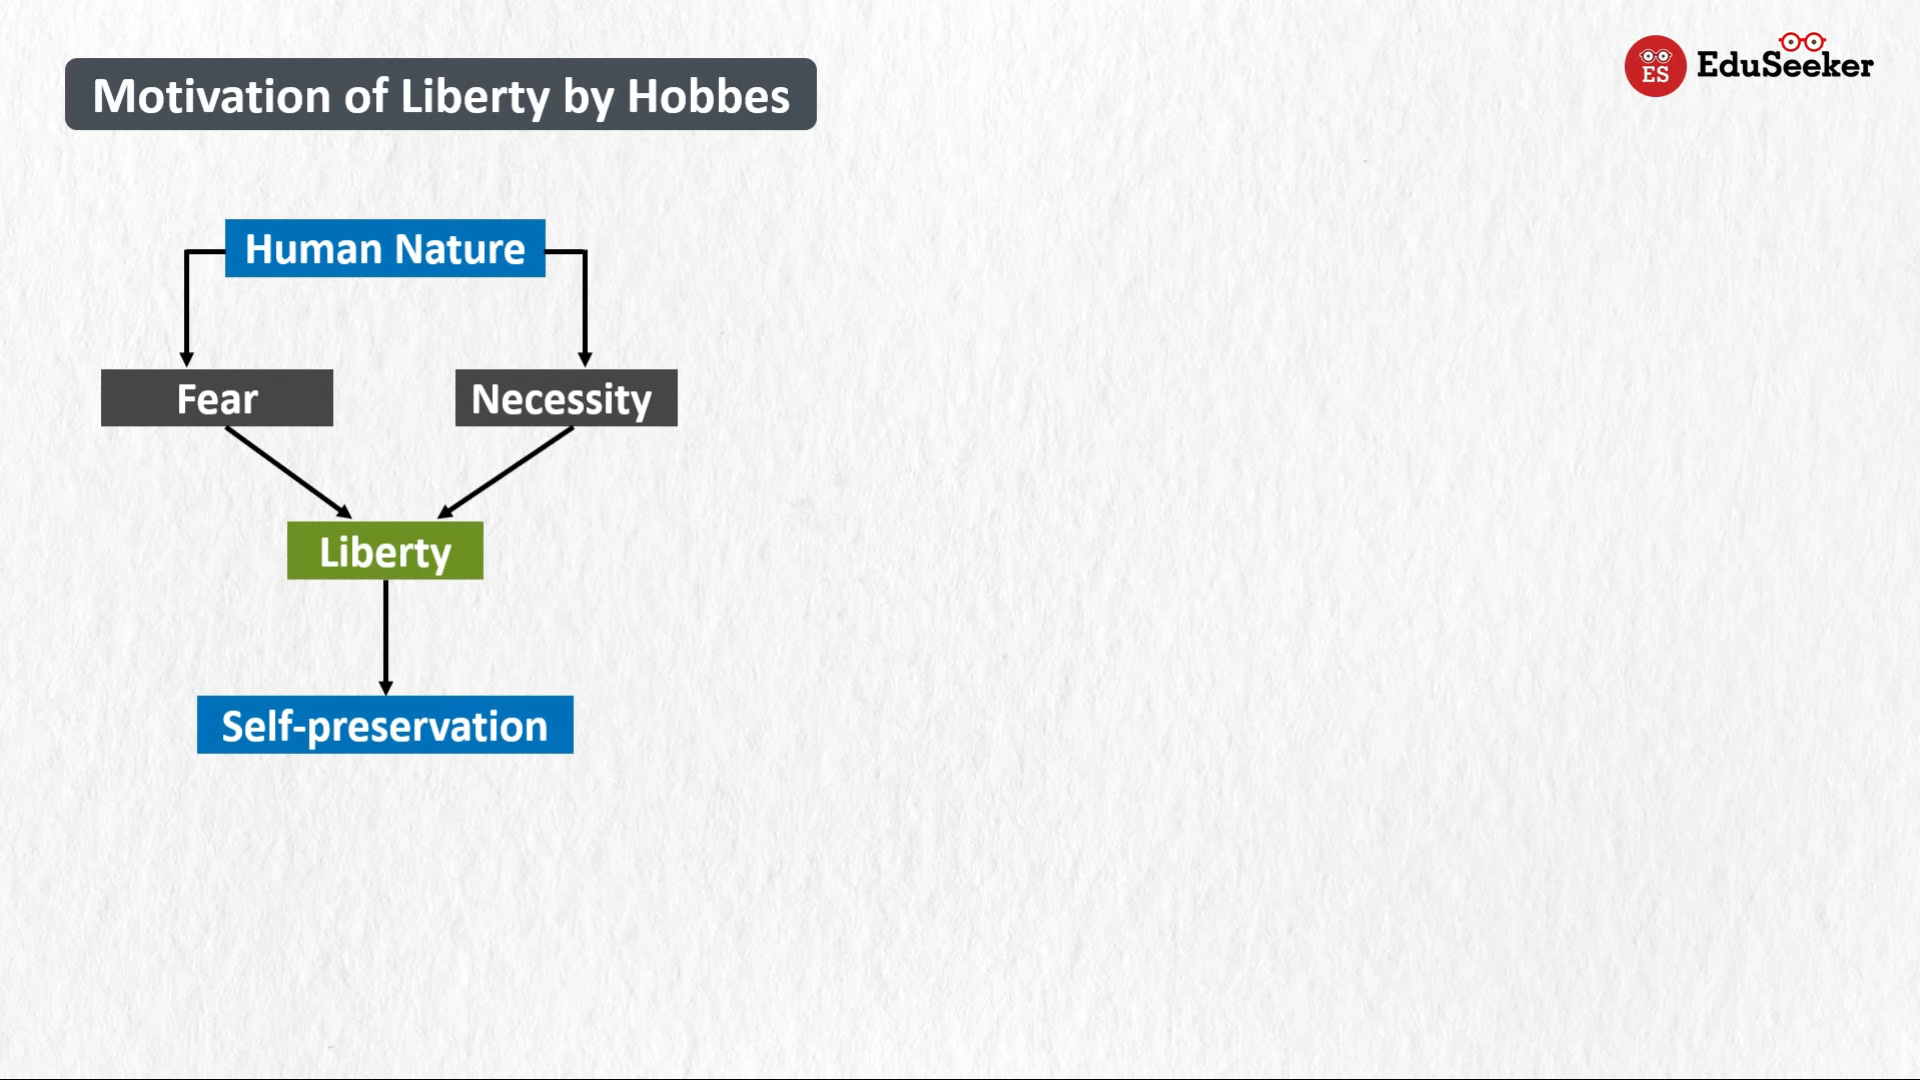 Motivation of Liberty by Hobbes
ES
EduSeeker
Human Nature
Fear
Necessity
Liberty
Self-preservation